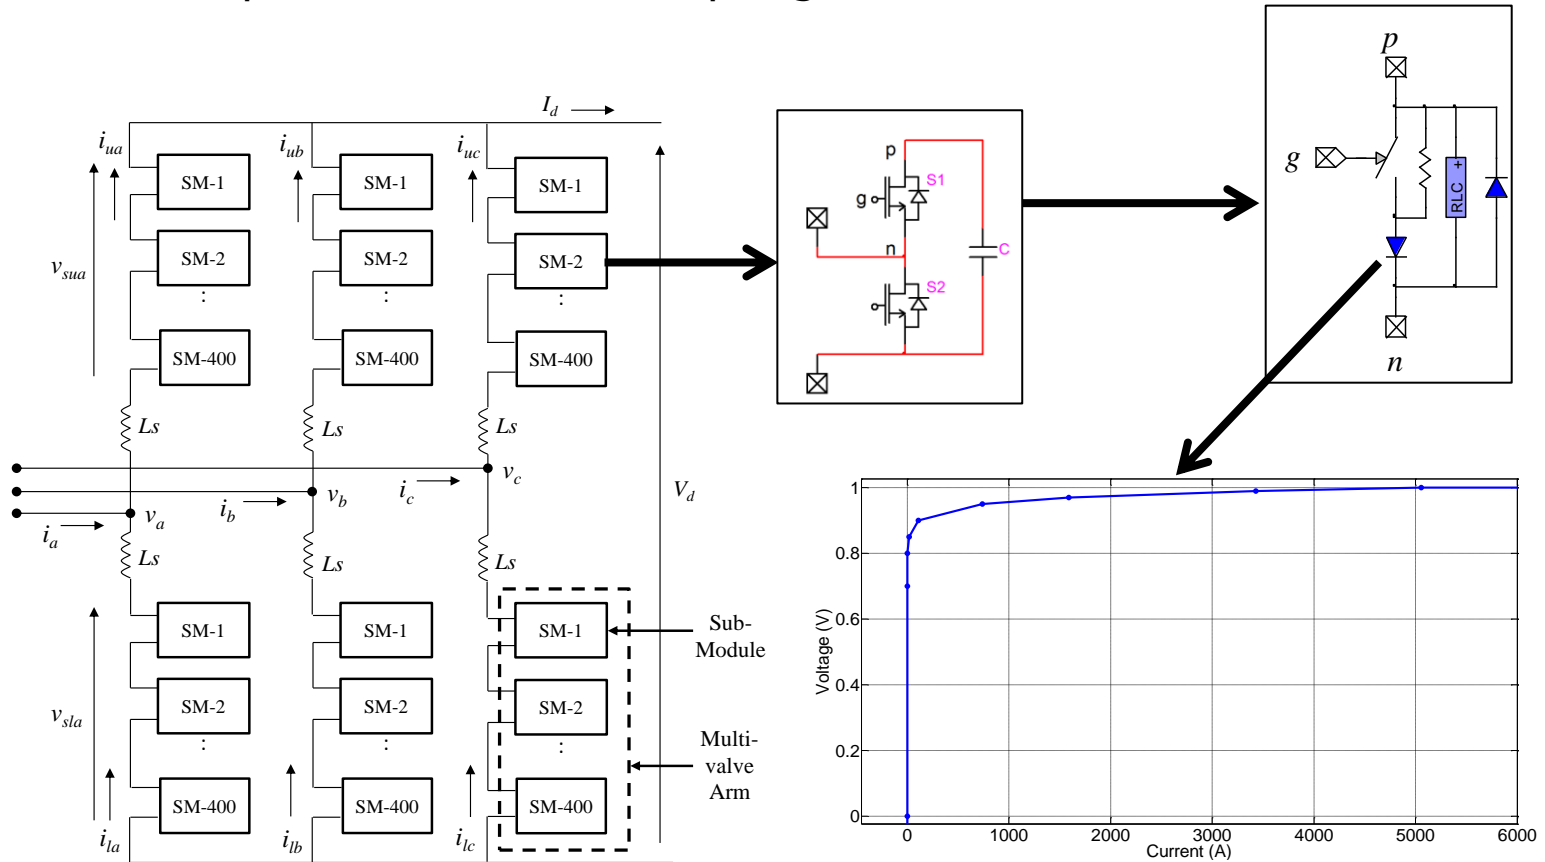 I_d
i_ua
i_ub
i_uc
SM-1
SM-1
SM-1
v_sua
SM-2
SM-2
SM-2
:
:
:
SM-400
SM-400
SM-400
Ls
Ls
Ls
v_c
i_c
v_b
i_b
v_a
i_a
V_d
Ls
Ls
Ls
SM-1
SM-1
SM-1
v_sla
SM-2
SM-2
SM-2
:
:
:
SM-400
SM-400
SM-400
i_la
i_lb
i_lc
Sub-
Module
Multi-
valve
Arm
p
S1
g
n
C
S2
p
g
RLC +
n
1
0.8
0.6
0.4
0.2
0
Voltage (V)
0 1000 2000 3000 4000 5000 6000
Current (A)